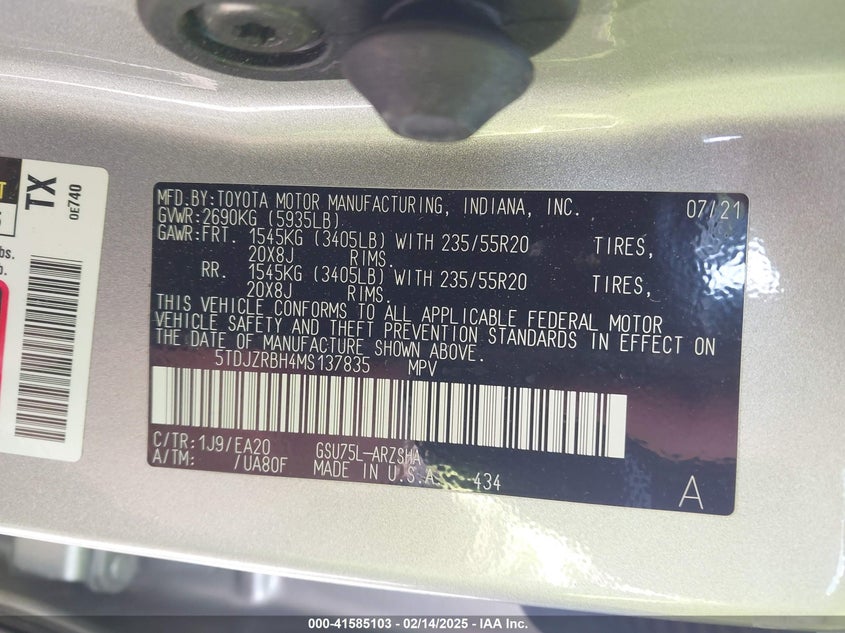 MFD.BY:TOYOTA MOTOR MANUFACTURING, INDIANA, INC. 07/21
GVWR:2690KG (5935LB)
GAWR:FRT. 1545KG (3405LB) WITH 235/55R20 TIRES,
20X8J RIMS.
RR. 1545KG (3405LB) WITH 235/55R20 TIRES,
20X8J RIMS.
THIS VEHICLE CONFORMS TO ALL APPLICABLE FEDERAL MOTOR
VEHICLE SAFETY AND THEFT PREVENTION STANDARDS IN EFFECT ON
THE DATE OF MANUFACTURE SHOWN ABOVE.
5TDJZRBH4MS137835 MPV
C/TR:1J9/EA20 GSU75L-ARZSHA
A/TM: /UA80F MADE IN U.S.A. 434
A
TX
OE740
000-41585103 - 02/14/2025 - IAA Inc.